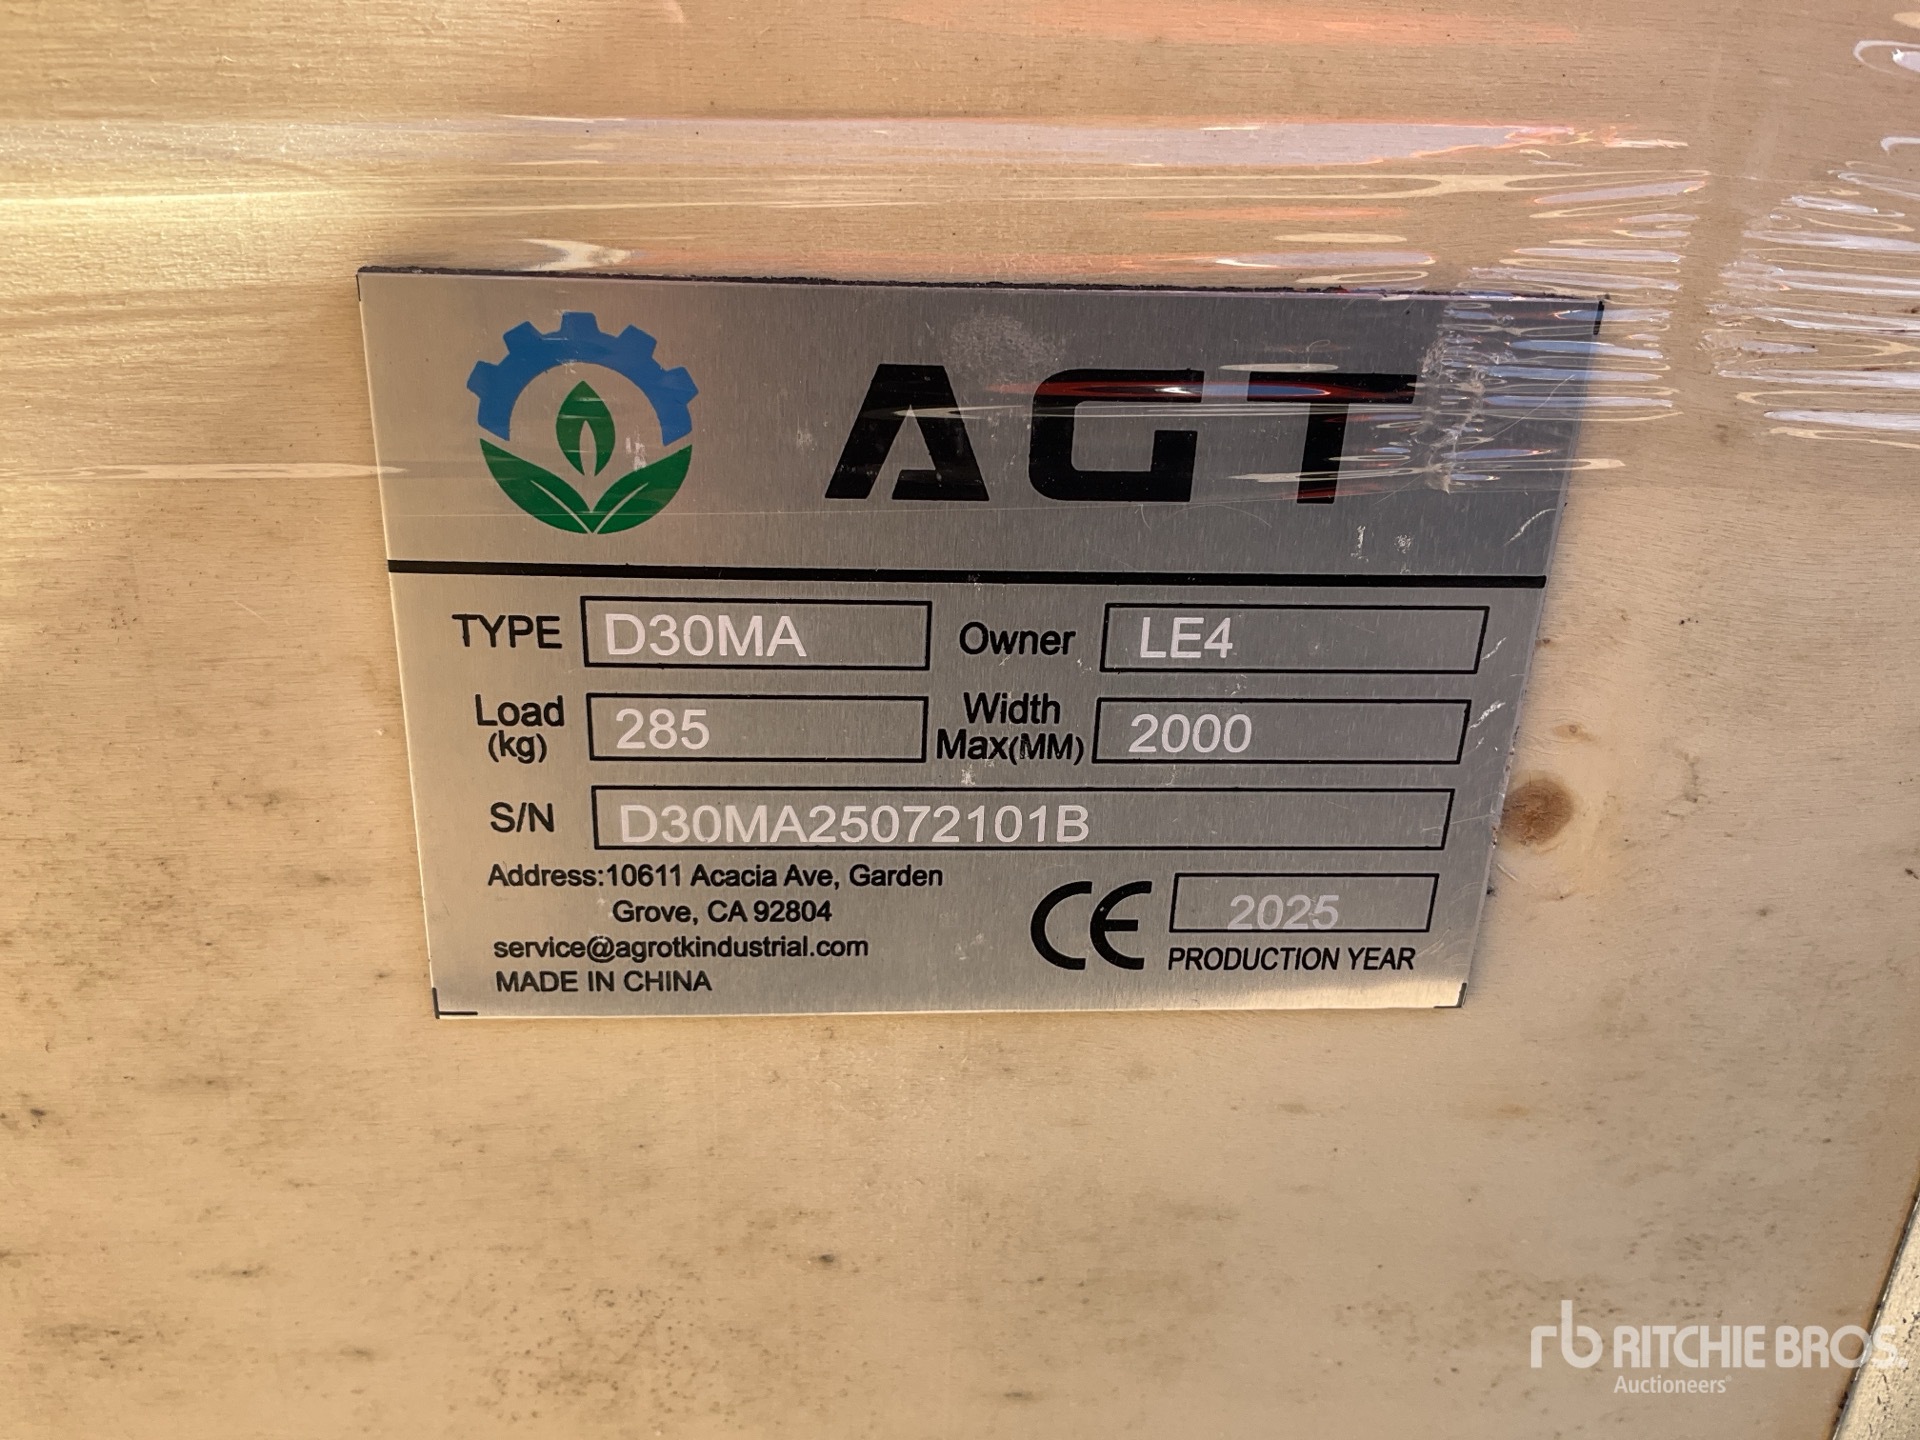 AGT
TYPE D30MA Owner LE4
Load (kg) 285 Width Max(MM) 2000
S/N D30MA25072101B
Address:10611 Acacia Ave, Garden
Grove, CA 92804
service@agrotkindustrial.com
MADE IN CHINA
CE 2025
PRODUCTION YEAR
rb RITCHIE BROS.
Auctioneers